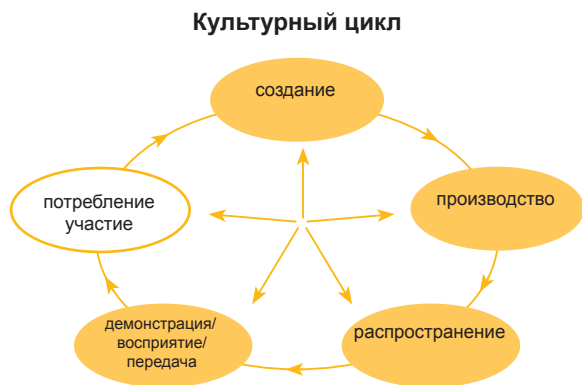 Культурный цикл
создание
производство
распространение
демонстрация/
восприятие/
передача
потребление
участие